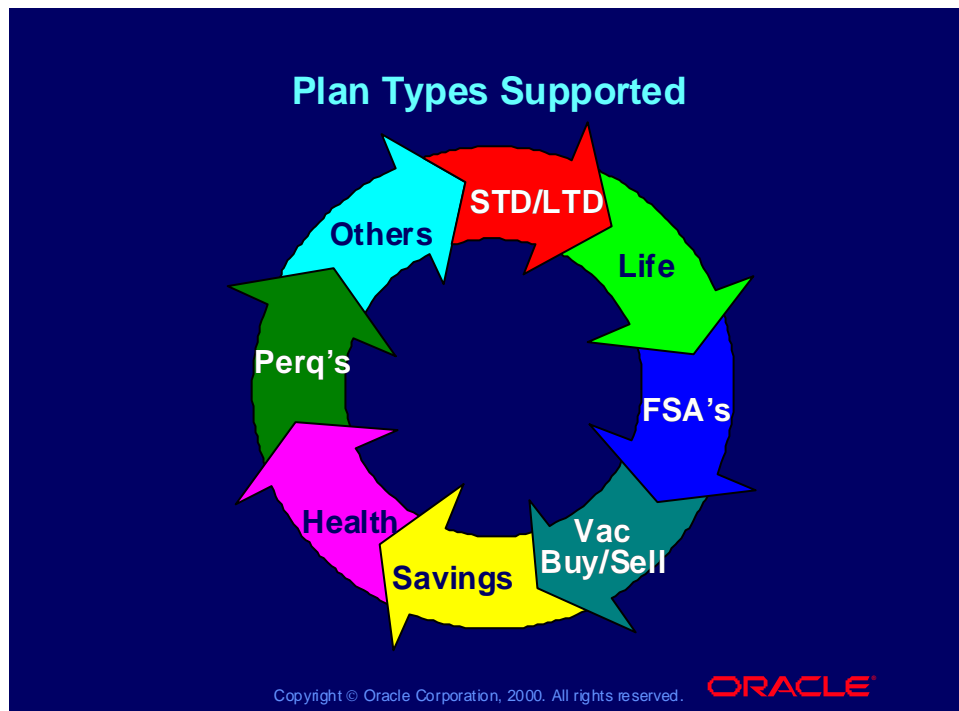 Plan Types Supported
STD/LTD
Life
FSA's
Vac
Buy/Sell
Savings
Health
Perq's
Others
Copyright © Oracle Corporation, 2000. All rights reserved.
ORACLE®